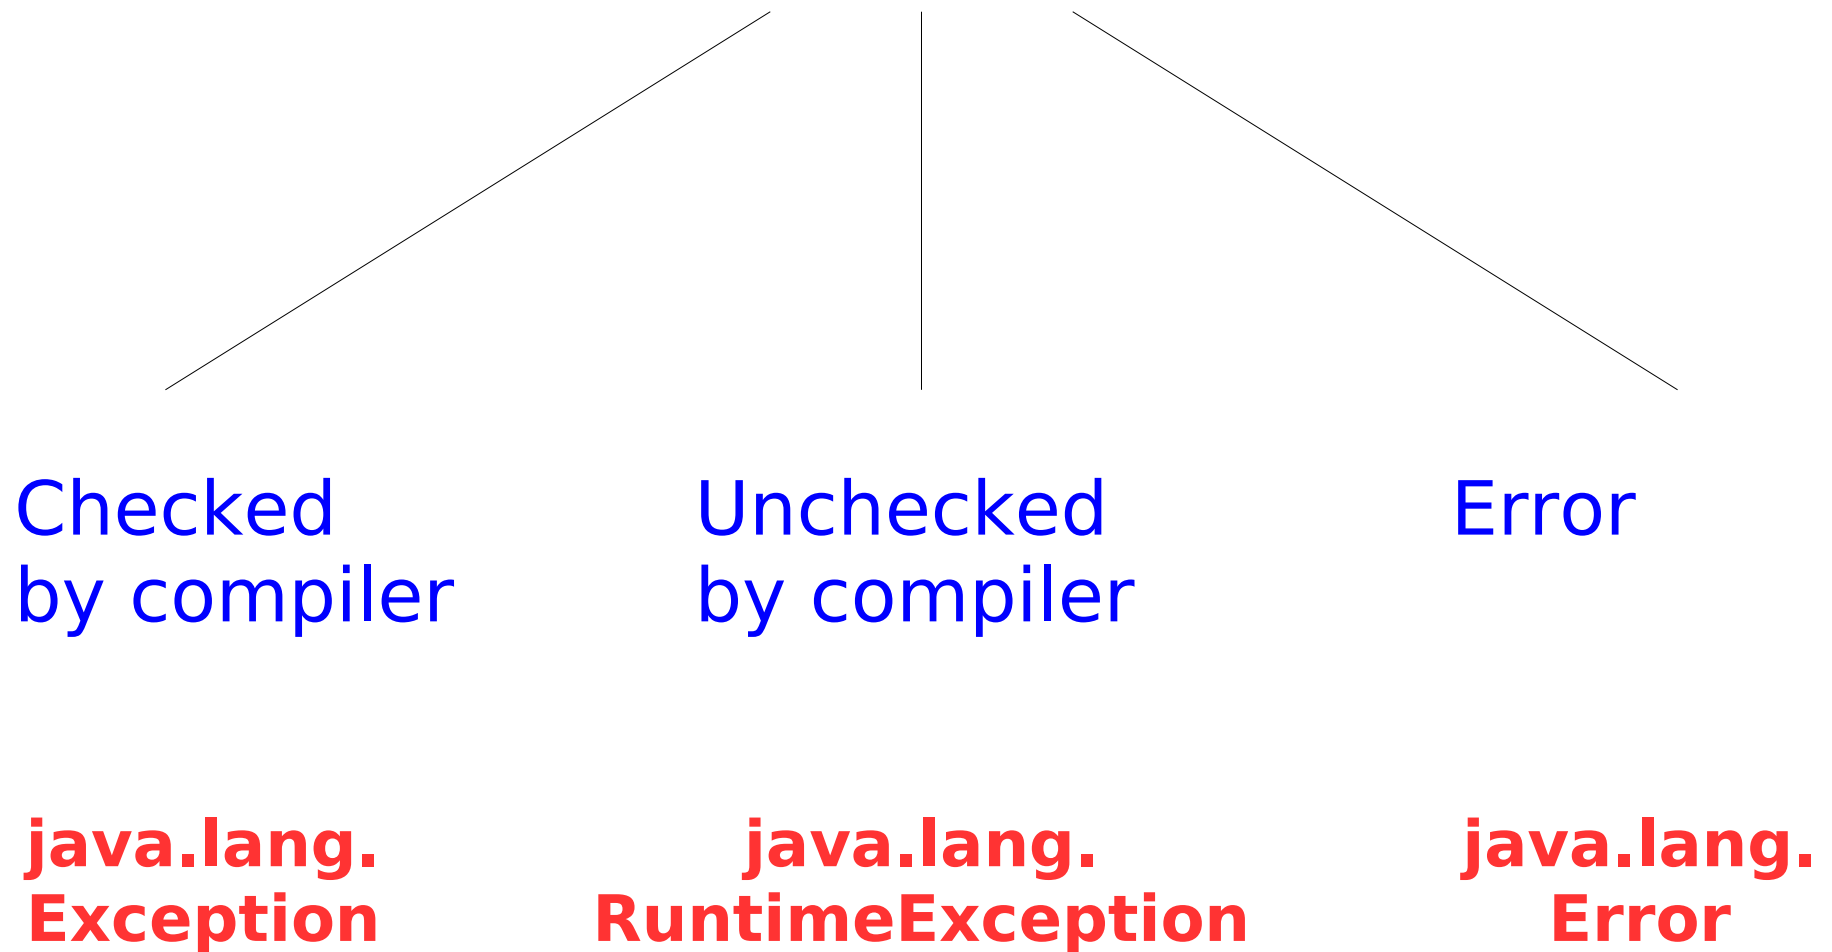 Checked
by compiler
Unchecked
by compiler
Error
java.lang.
Exception
java.lang.
RuntimeException
java.lang.
Error